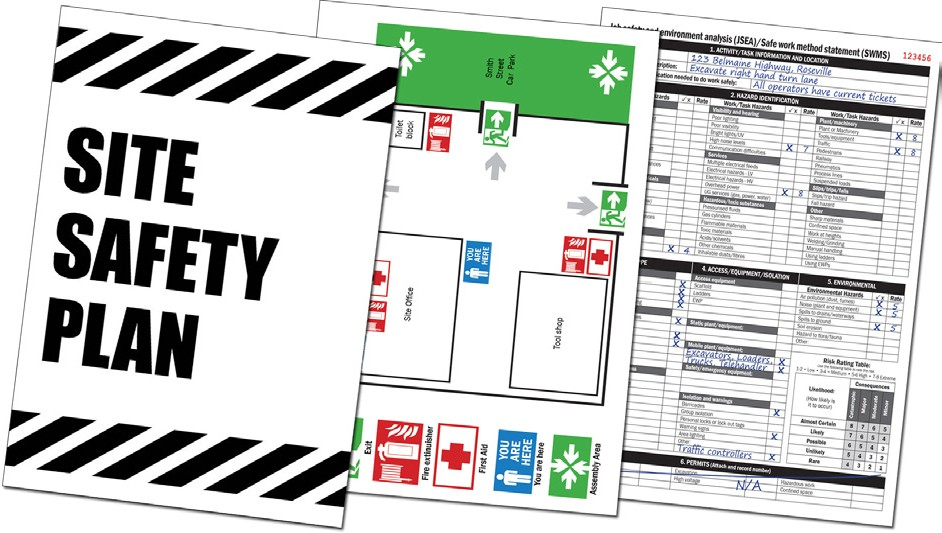 SITE
SAFETY
PLAN
Smith
Street
Car Park
Toilet
block
YOU
ARE
HERE
Site Office
Tool shop
Exit
Fire extinguisher
First Aid
YOU
ARE
HERE
You are here
Assembly Area
environment analysis (JSEA)/Safe work method statement (SWMS)
123456
1. ACTIVITY/TASK INFORMATION AND LOCATION
123 Belmaine Highway, Roseville
Excavate right hand turn lane
needed to do work safely: All operators have current tickets
2. HAZARD IDENTIFICATION
Rate
Work/Task Hazards
Rate
Work/Task Hazards
Rate
Visibility and hearing
Poor lighting
Poor visibility
Bright lights/UV
High noise levels
Communication difficulties X 7
Services
Multiple electrical feeds
Electrical hazards - LV
Electrical hazards - HV
Overhead power
UG services (gas, power, water) X 8
Hazardous/toxic substances
Pressurised fluids
Gas cylinders
Flammable materials
Toxic materials
Acids/solvents
Other chemicals
X 4 Inhalable dusts/fibres
Plant/machinery
Plant or Machinery
Tools/equipment X 8
Traffic
Pedestrians X 8
Railway
Pneumatics
Process lines
Suspended loads
Slips/trips/falls
Slips/trip hazard
Fall hazard
Other
Sharp materials
Confined space
Work at heights
Welding/Grinding
Manual handling
Using ladders
Using EWPs
4. ACCESS/EQUIPMENT/ISOLATION
Access equipment
Scaffold
Ladders
EWP
Static plant/equipment:
Mobile plant/equipment:
Excavators, Loaders,
Trucks, Telehandler
Safety/emergency equipment:
Isolation and warnings
Barricades
Group isolation
Personal locks or lock out tags
Warning signs
Area lighting
Other
Traffic controllers
5. ENVIRONMENTAL
Environmental Hazards
Rate
Air pollution (dust, fumes)
Noise (plant and equipment)
Spills to drains/waterways
Spills to ground
Soil erosion X 5
Hazard to flora/fauna
Other:
Risk Rating Table:
1-2 = Low • 3-4 = Medium • 5-6 High • 7-8 Extreme
Likelihood:
(How likely is
it to occur)
Consequences
Catastrophic
Major
Moderate
Minor
Almost Certain 8 7 6 5
Likely 7 6 5 4
Possible 6 5 4 3
Unlikely 5 4 3 2
Rare 4 3 2 1
6. PERMITS (Attach and record number)
Excavation
High voltage
N/A
Hazardous work
Confined space